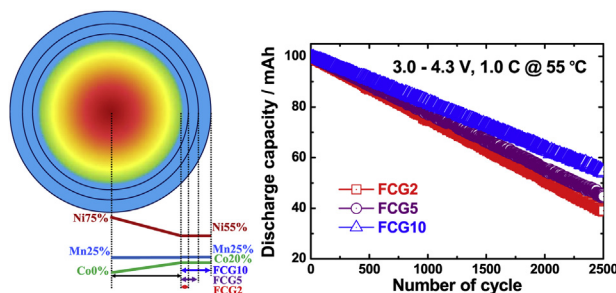 Ni75%
Ni55%
Mn25%
Mn25%
Co20%
Co0%
FCG10
FCG5
FCG2
Discharge capacity / mAh
100
80
60
40
20
3.0 - 4.3 V, 1.0 C @ 55 °C
FCG2
FCG5
FCG10
0
500
1000
1500
2000
2500
Number of cycle